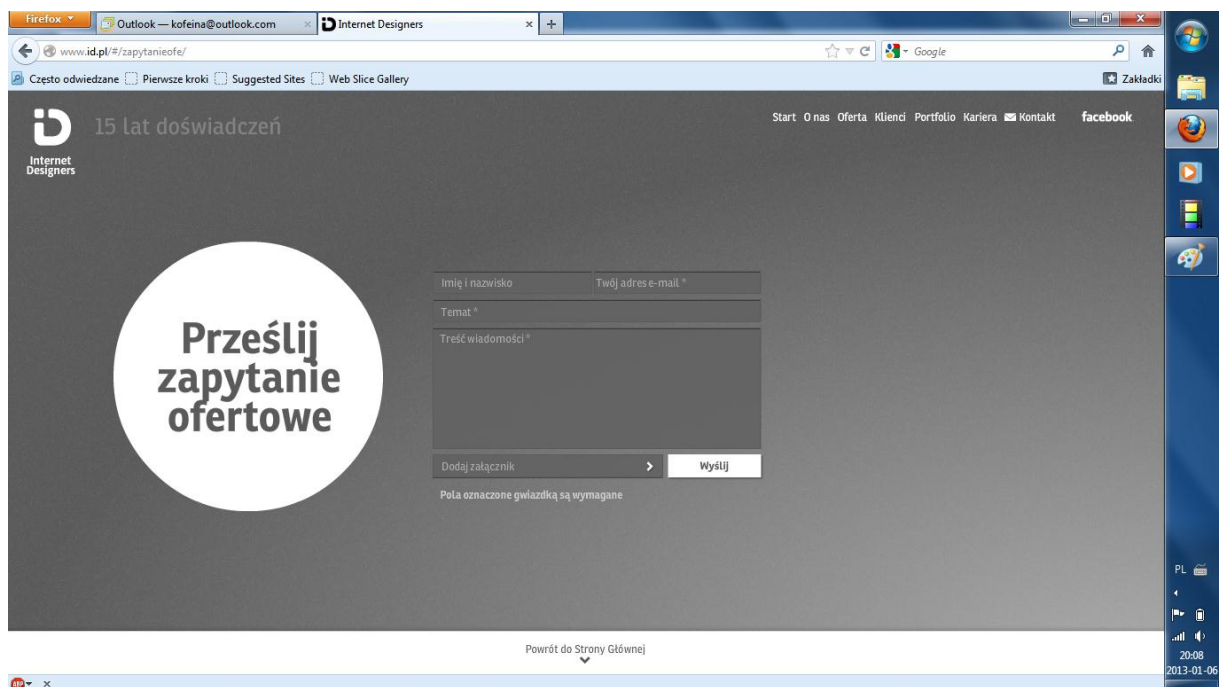 Firefox
Outlook — kofeina@outlook.com
Internet Designers
www.id.pl/#/zapytanieofe/
Google
Często odwiedzane Pierwsze kroki Suggested Sites Web Slice Gallery
Zakładki
iD 15 lat doświadczeń
Internet
Designers
Start O nas Oferta Klienci Portfolio Kariera Kontakt facebook
Prześlij
zapytanie
ofertowe
Imię i nazwisko
Twój adres e-mail *
Temat *
Treść wiadomości *
Dodaj załącznik
Wyślij
Pola oznaczone gwiazdką są wymagane
Powrót do Strony Głównej
ABP
PL
20:08
2013-01-06